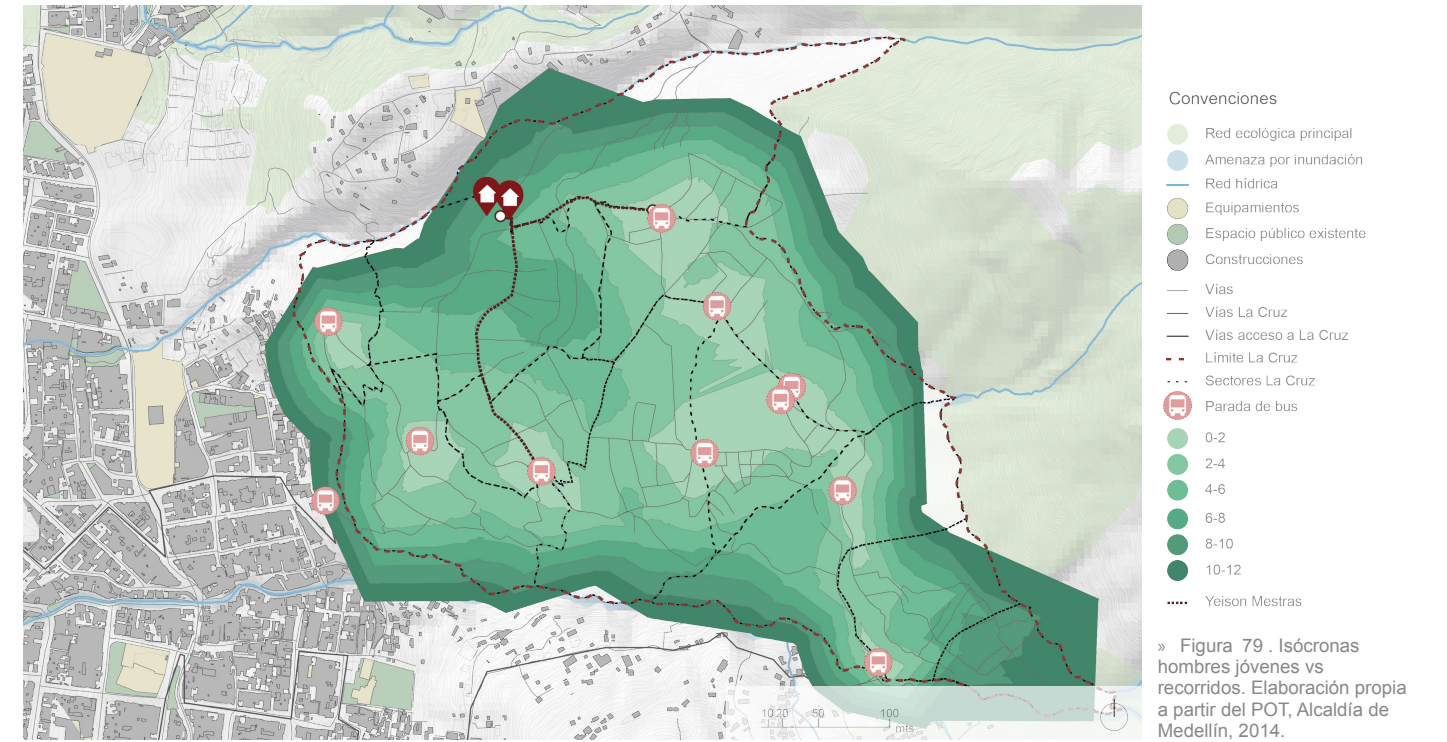 Convenciones
Red ecológica principal
Amenaza por inundación
Red hídrica
Equipamientos
Espacio público existente
Construcciones
Vías
Vías La Cruz
Vías acceso a La Cruz
Límite La Cruz
Sectores La Cruz
Parada de bus
0-2
2-4
4-6
6-8
8-10
10-12
Yeison Mestras
» Figura 79 . Isócronas
hombres jóvenes vs
recorridos. Elaboración propia
a partir del POT, Alcaldía de
Medellín, 2014.
10 20 50 100
mts